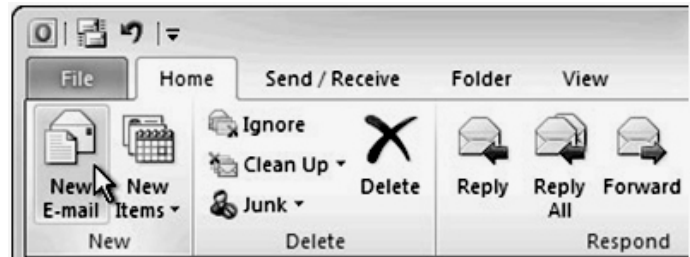 File Home Send / Receive Folder View
New E-mail
New Items
Ignore
Clean Up
Junk
Delete
Reply
Reply All
Forward
New Delete Respond